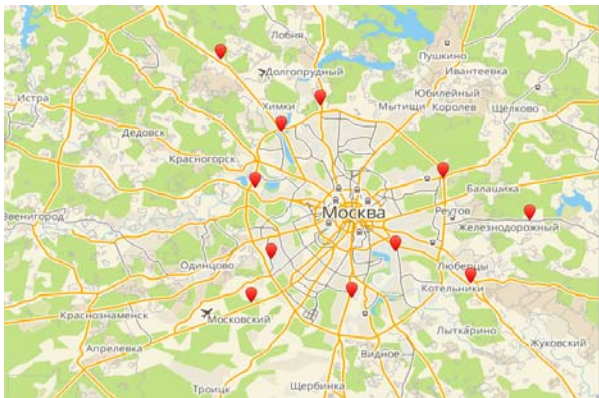 Лобня
Пушкино
Долгопрудный
Ивантеевка
Юбилейный
Истра
Химки
Мытищи
Королев
Щёлково
Дедовск
Красногорск
Балашиха
Москва
Реутов
Звенигород
Железнодорожный
Одинцово
Люберцы
Котельники
Краснознаменск
Московский
Лыткарино
Жуковский
Апрелевка
Видное
Троицк
Щербинка